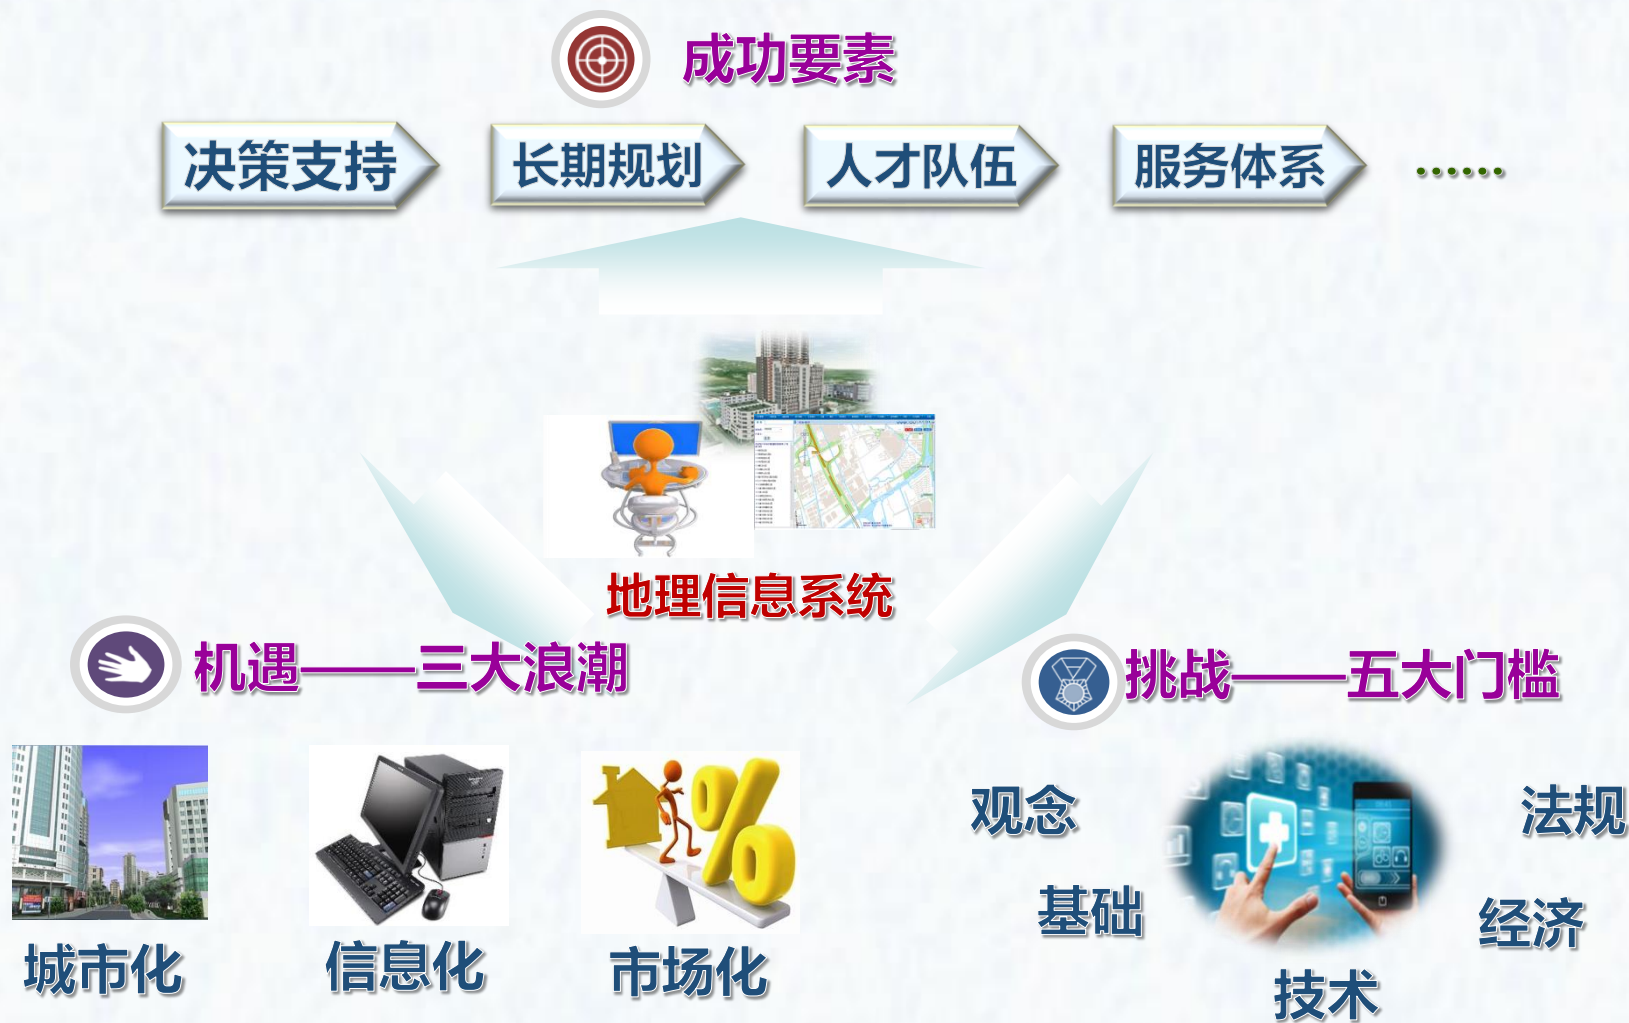 成功要素
决策支持
长期规划
人才队伍
服务体系
......
地理信息系统
机遇——三大浪潮
挑战——五大门槛
城市化
信息化
市场化
观念
法规
基础
经济
技术